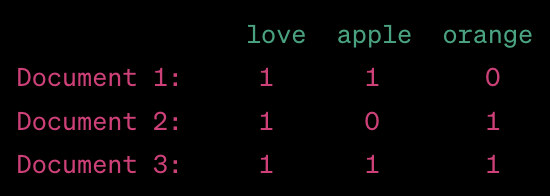 love apple orange
Document 1: 1 1 0
Document 2: 1 0 1
Document 3: 1 1 1